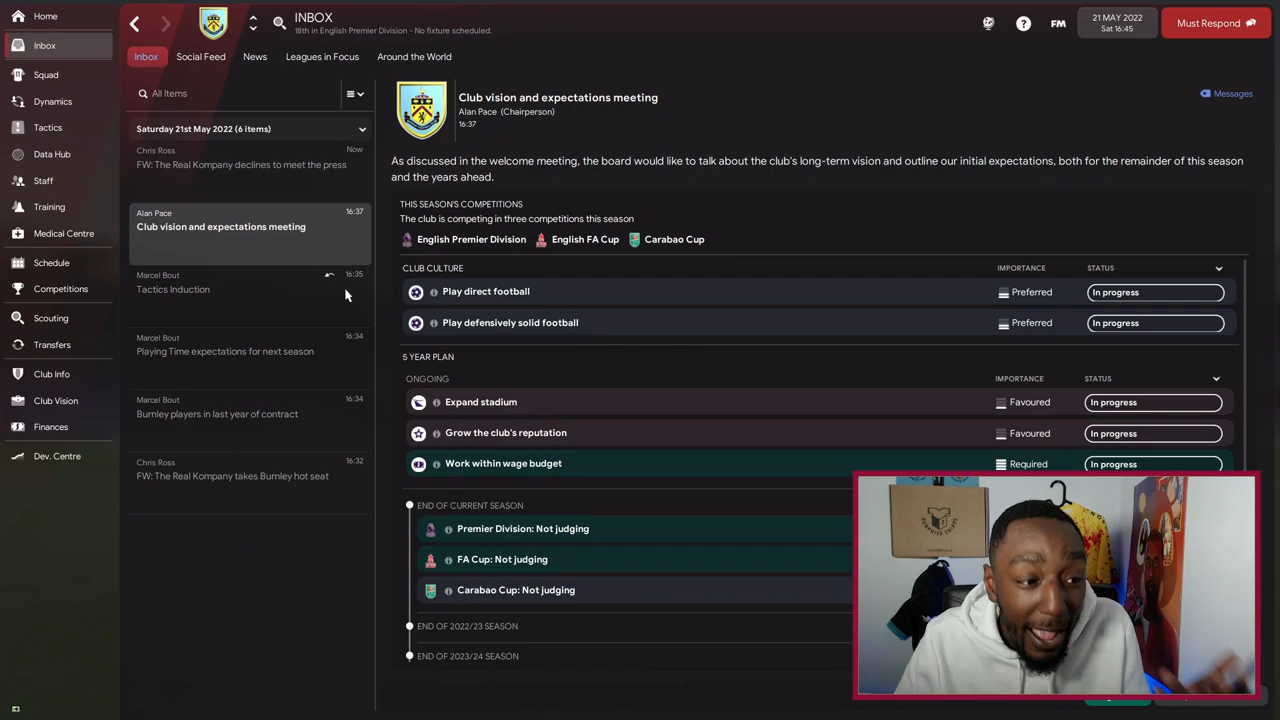 Home
Inbox
Squad
Dynamics
Tactics
Data Hub
Staff
Training
Medical Centre
Schedule
Competitions
Scouting
Transfers
Club Info
Club Vision
Finances
Dev. Centre
INBOX
18th in English Premier Division - No fixture scheduled.
FM
21 MAY 2022
Sat 16:45
Must Respond
Inbox
Social Feed
News
Leagues in Focus
Around the World
All Items
Saturday 21st May 2022 (6 items)
Chris Ross Now
FW: The Real Kompany declines to meet the press
Alan Pace 16:37
Club vision and expectations meeting
Marcel Bout 16:35
Tactics Induction
Marcel Bout 16:34
Playing Time expectations for next season
Marcel Bout 16:34
Burnley players in last year of contract
Chris Ross 16:32
FW: The Real Kompany takes Burnley hot seat
Club vision and expectations meeting
Alan Pace (Chairperson)
16:37
Messages
As discussed in the welcome meeting, the board would like to talk about the club's long-term vision and outline our initial expectations, both for the remainder of this season
and the years ahead.
THIS SEASON'S COMPETITIONS
The club is competing in three competitions this season
English Premier Division English FA Cup Carabao Cup
CLUB CULTURE IMPORTANCE STATUS
Play direct football Preferred In progress
Play defensively solid football Preferred In progress
5 YEAR PLAN
ONGOING IMPORTANCE STATUS
Expand stadium Favoured In progress
Grow the club's reputation Favoured In progress
Work within wage budget Required In progress
END OF CURRENT SEASON
Premier Division: Not judging
FA Cup: Not judging
Carabao Cup: Not judging
END OF 2022/23 SEASON
END OF 2023/24 SEASON